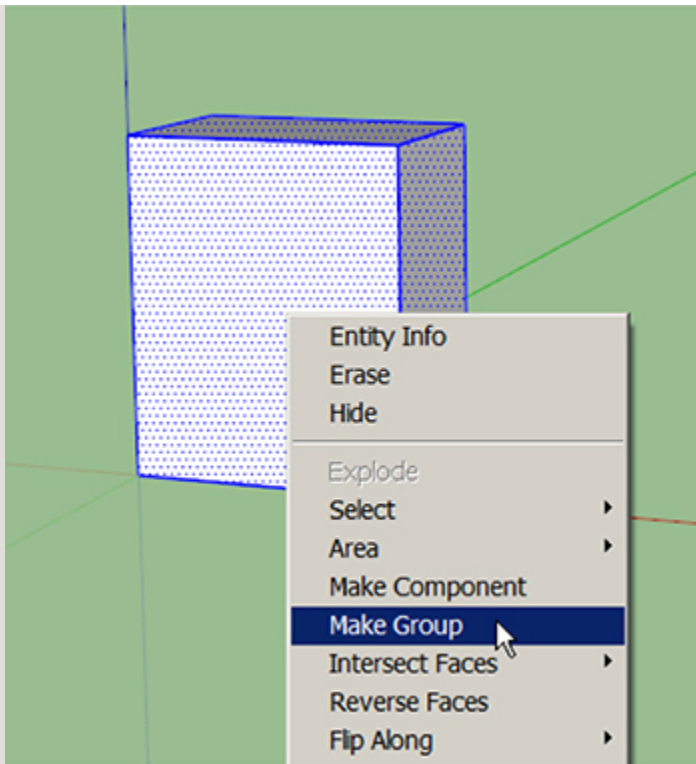 Entity Info
Erase
Hide
Explode
Select
Area
Make Component
Make Group
Intersect Faces
Reverse Faces
Flip Along